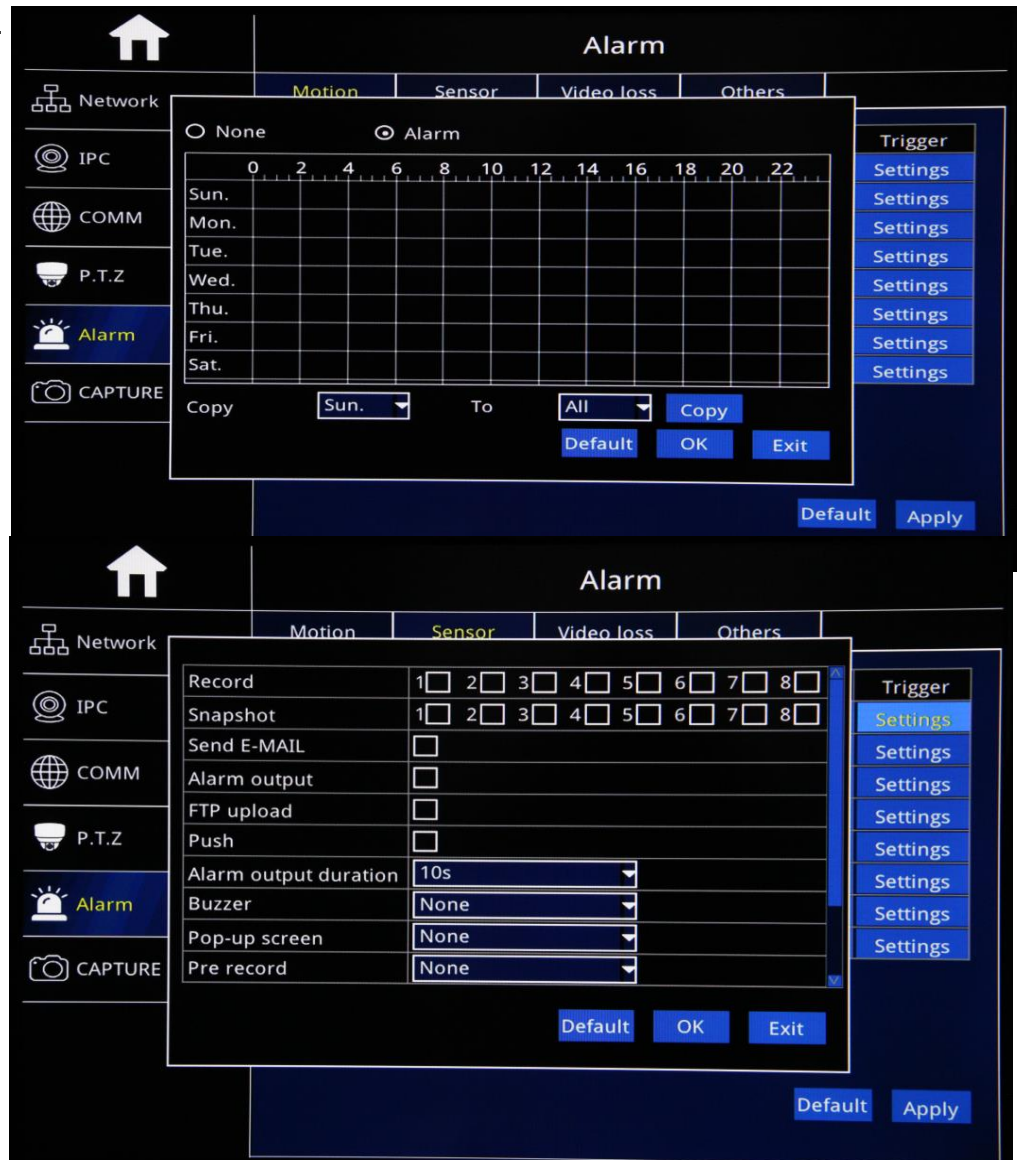 Alarm
Motion Sensor Video loss Others
Network
IPC
COMM
P.T.Z
Alarm
CAPTURE
None Alarm
0 2 4 6 8 10 12 14 16 18 20 22
Sun.
Mon.
Tue.
Wed.
Thu.
Fri.
Sat.
Copy Sun. To All Copy
Default OK Exit
Trigger
Settings
Settings
Settings
Settings
Settings
Settings
Settings
Settings
Default Apply
Alarm
Motion Sensor Video loss Others
Network
IPC
COMM
P.T.Z
Alarm
CAPTURE
Record 1 2 3 4 5 6 7 8
Snapshot 1 2 3 4 5 6 7 8
Send E-MAIL
Alarm output
FTP upload
Push
Alarm output duration 10s
Buzzer None
Pop-up screen None
Pre record None
Default OK Exit
Trigger
Settings
Settings
Settings
Settings
Settings
Settings
Settings
Settings
Default Apply